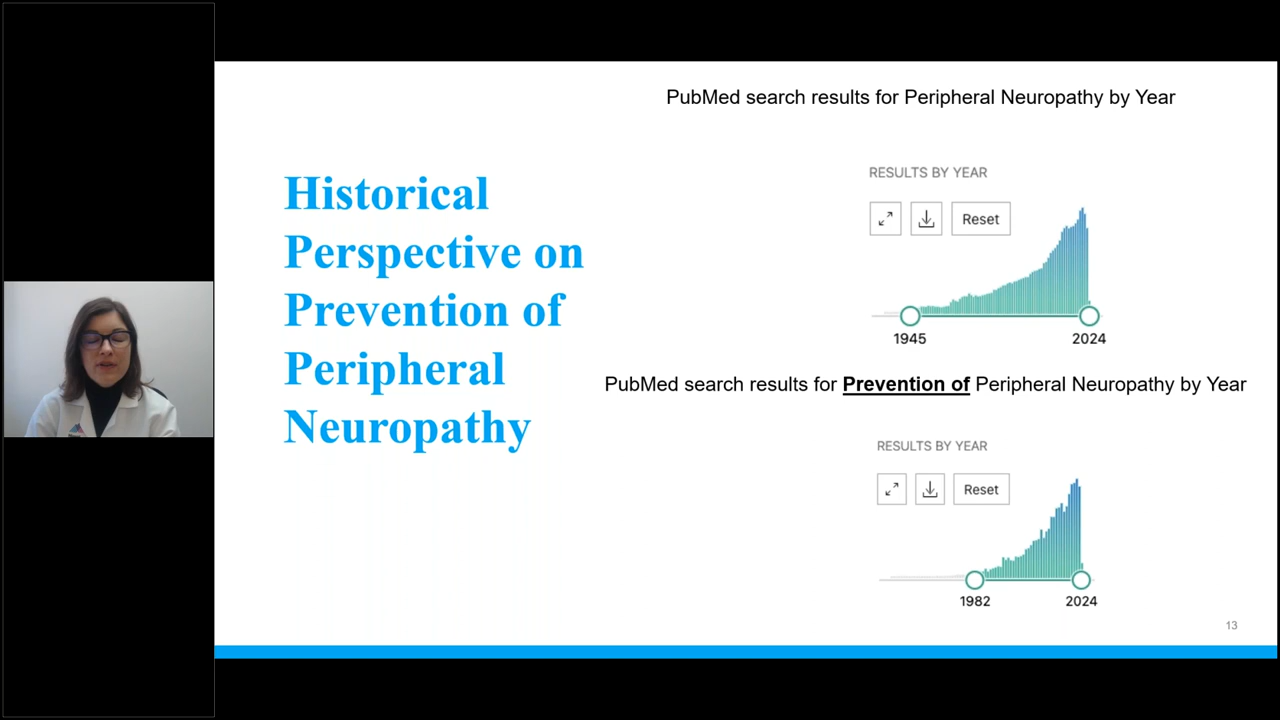 PubMed search results for Peripheral Neuropathy by Year
Historical
Perspective on
Prevention of
Peripheral
Neuropathy
RESULTS BY YEAR
Reset
1945
2024
PubMed search results for Prevention of Peripheral Neuropathy by Year
RESULTS BY YEAR
Reset
1982
2024
13